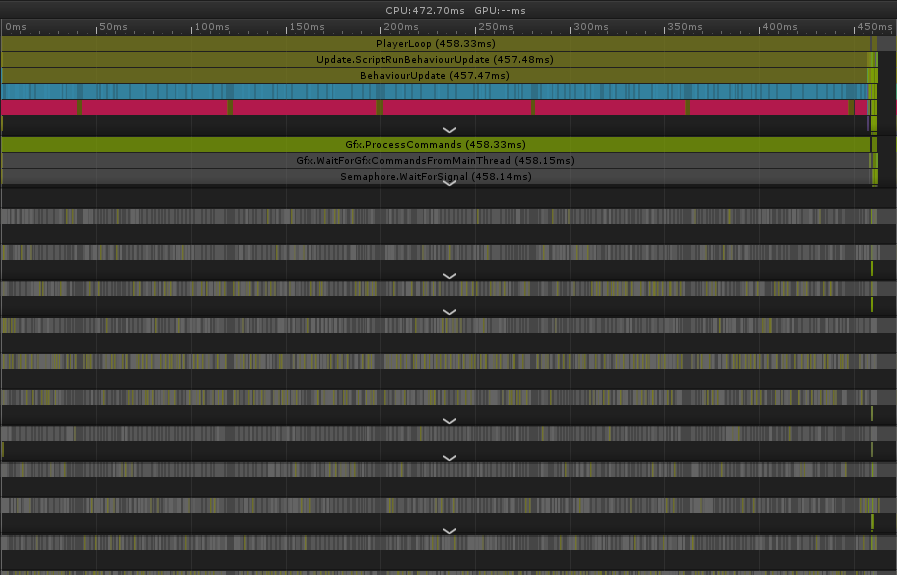 CPU:472.70ms GPU:--ms
0ms 50ms 100ms 150ms 200ms 250ms 300ms 350ms 400ms 450ms
PlayerLoop (458.33ms)
Update.ScriptRunBehaviourUpdate (457.48ms)
BehaviourUpdate (457.47ms)
Gfx.ProcessCommands (458.33ms)
Gfx.WaitForGfxCommandsFromMainThread (458.15ms)
Semaphore.WaitForSignal (458.14ms)